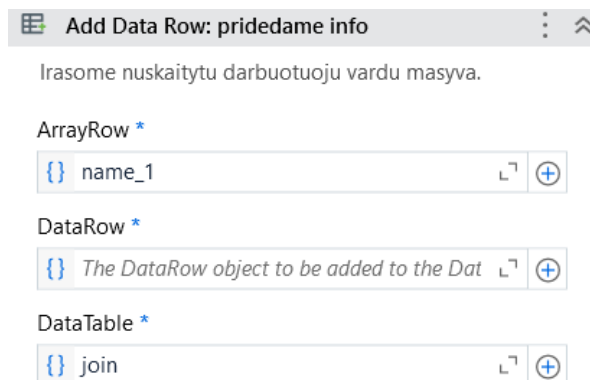 Add Data Row: pridedame info
Irasome nuskaitytu darbuotuoju vardu masyva.
ArrayRow *
{} name_1
DataRow *
{} The DataRow object to be added to the Dat
DataTable *
{} join